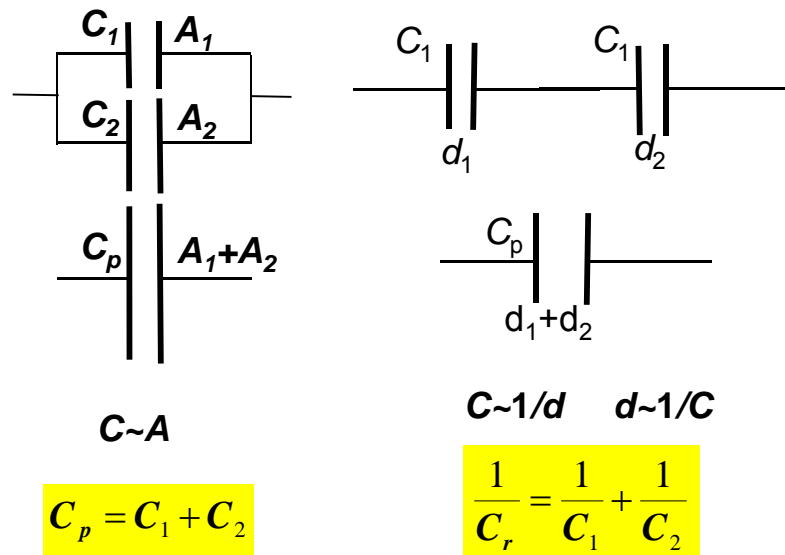 C₁ A₁
C₂ A₂
Cₚ A₁+A₂
C~A
Cₚ = C₁ + C₂
C₁ C₁
d₁ d₂
Cₚ
d₁+d₂
C~1/d d~1/C
1/Cᵣ = 1/C₁ + 1/C₂